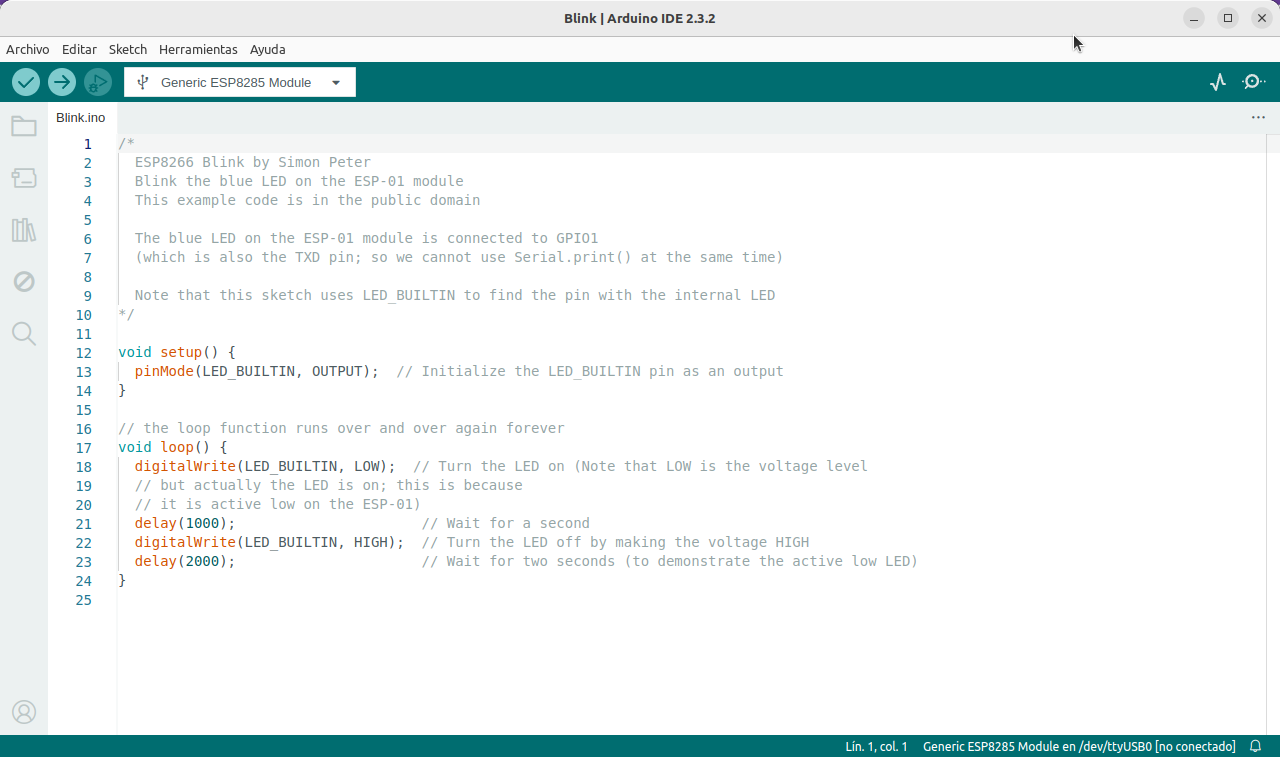 Blink | Arduino IDE 2.3.2
Archivo Editar Sketch Herramientas Ayuda
Generic ESP8285 Module
Blink.ino
1 /*
2   ESP8266 Blink by Simon Peter
3   Blink the blue LED on the ESP-01 module
4   This example code is in the public domain
5
6   The blue LED on the ESP-01 module is connected to GPIO1
7   (which is also the TXD pin; so we cannot use Serial.print() at the same time)
8
9   Note that this sketch uses LED_BUILTIN to find the pin with the internal LED
10 */
11
12 void setup() {
13   pinMode(LED_BUILTIN, OUTPUT);  // Initialize the LED_BUILTIN pin as an output
14 }
15
16 // the loop function runs over and over again forever
17 void loop() {
18   digitalWrite(LED_BUILTIN, LOW);  // Turn the LED on (Note that LOW is the voltage level
19   // but actually the LED is on; this is because
20   // it is active low on the ESP-01)
21   delay(1000);                      // Wait for a second
22   digitalWrite(LED_BUILTIN, HIGH);  // Turn the LED off by making the voltage HIGH
23   delay(2000);                      // Wait for two seconds (to demonstrate the active low LED)
24 }
25
Lín. 1, col. 1 Generic ESP8285 Module en /dev/ttyUSB0 [no conectado]